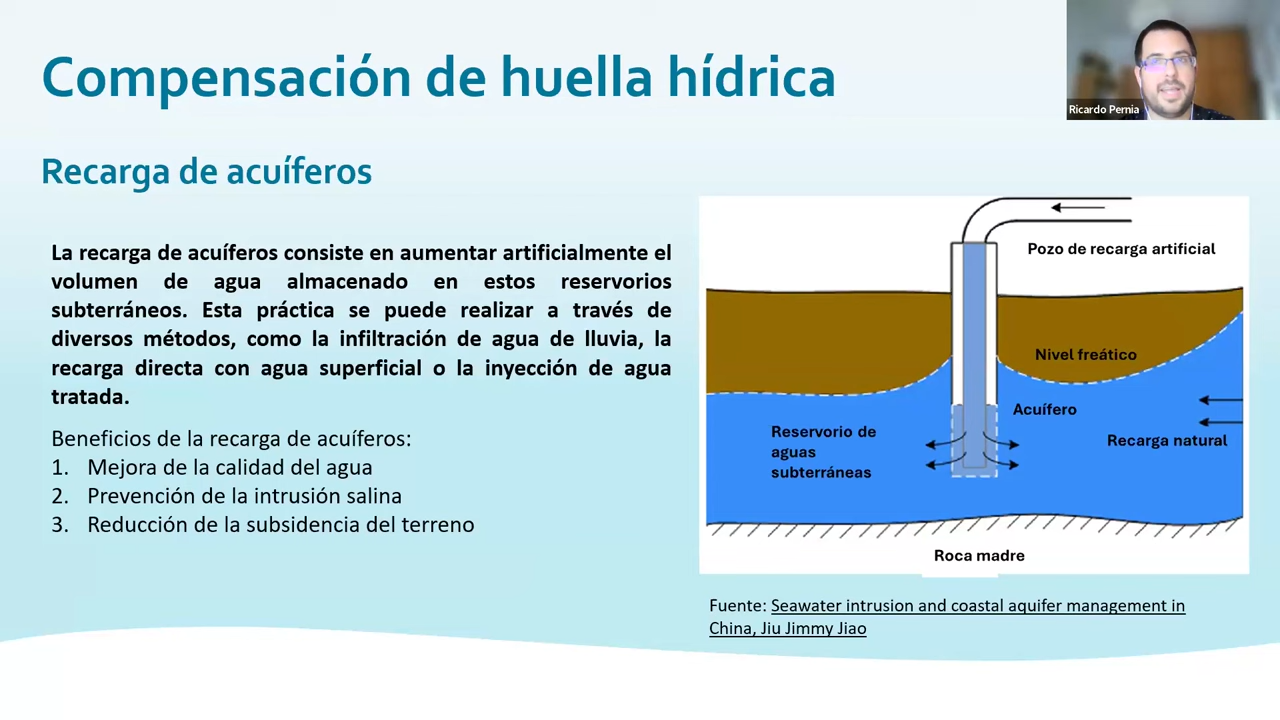 Compensación de huella hídrica
Ricardo Pernia
Recarga de acuíferos
La recarga de acuíferos consiste en aumentar artificialmente el
volumen de agua almacenado en estos reservorios
subterráneos. Esta práctica se puede realizar a través de
diversos métodos, como la infiltración de agua de lluvia, la
recarga directa con agua superficial o la inyección de agua
tratada.
Beneficios de la recarga de acuíferos:
1. Mejora de la calidad del agua
2. Prevención de la intrusión salina
3. Reducción de la subsidencia del terreno
Pozo de recarga artificial
Nivel freático
Acuífero
Reservorio de
aguas
subterráneas
Recarga natural
Roca madre
Fuente: Seawater intrusion and coastal aquifer management in
China, Jiu Jimmy Jiao